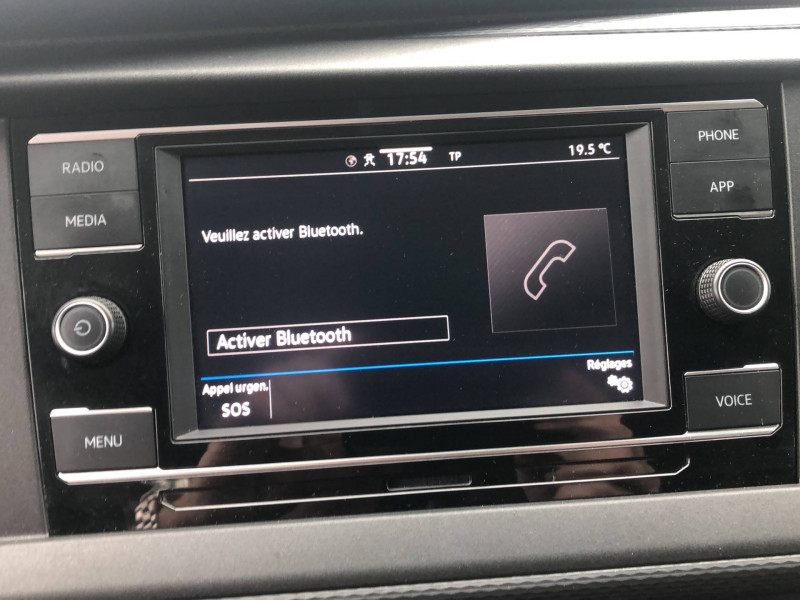 RADIO
MEDIA
17:54 TP 19.5 °C
PHONE
APP
Veuillez activer Bluetooth.
Activer Bluetooth
Réglages
Appel urgen.
SOS
MENU
VOICE